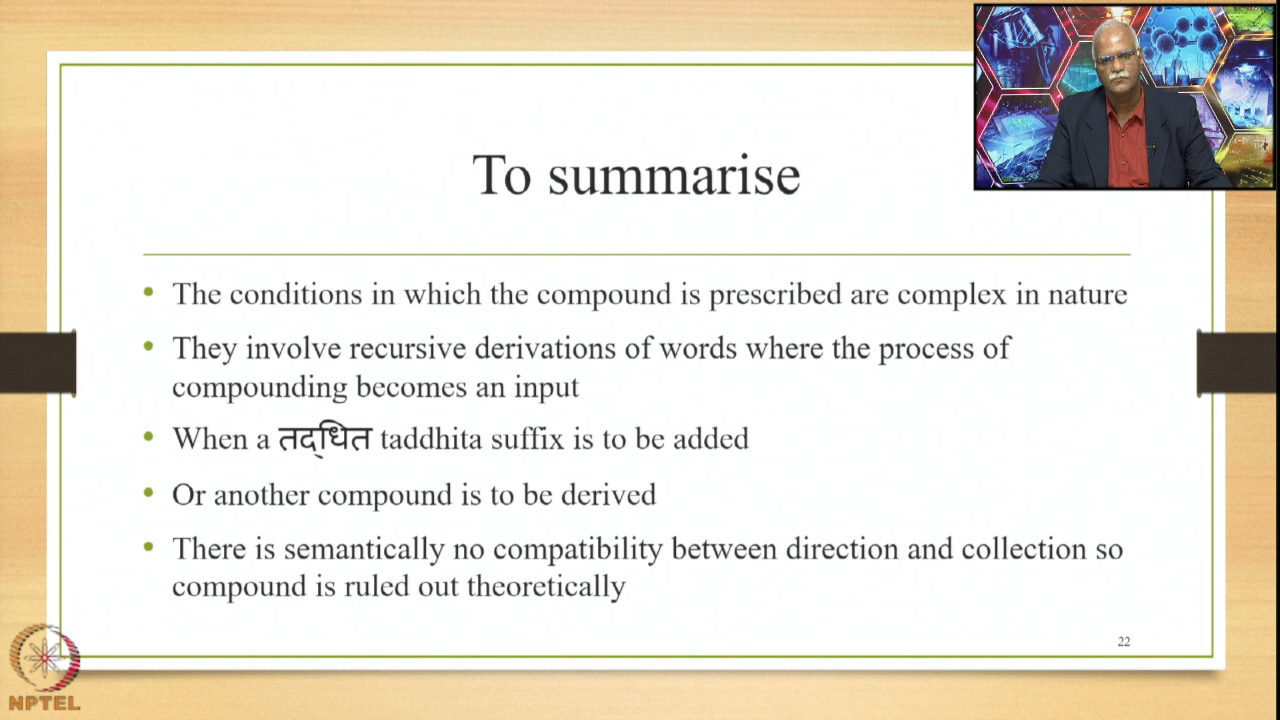 To summarise
• The conditions in which the compound is prescribed are complex in nature
• They involve recursive derivations of words where the process of
compounding becomes an input
• When a तद्‌धित taddhita suffix is to be added
• Or another compound is to be derived
• There is semantically no compatibility between direction and collection so
compound is ruled out theoretically
22
NPTEL